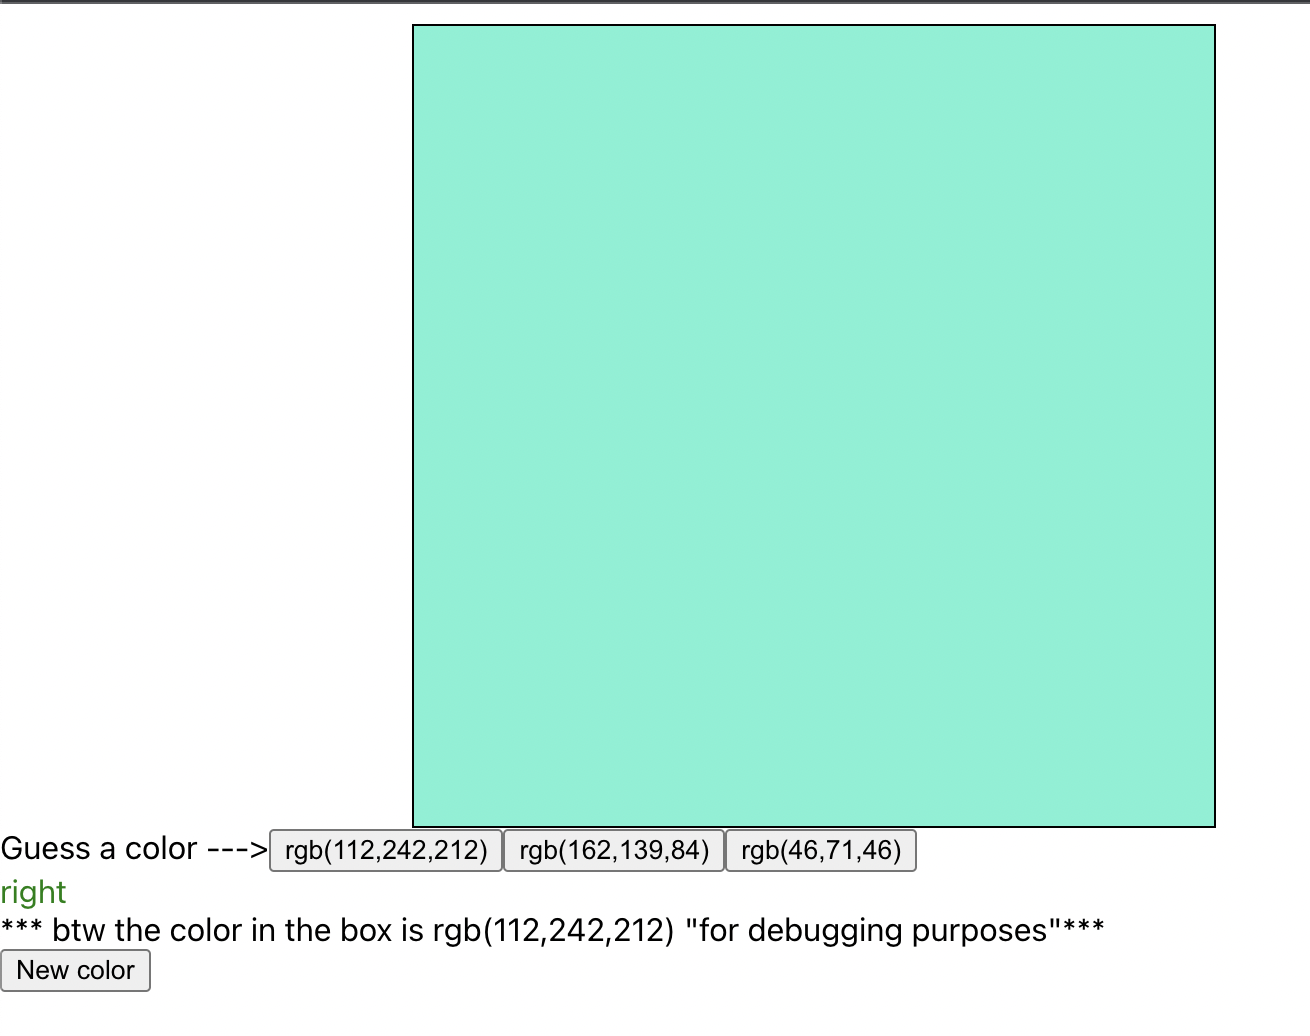 Guess a color --->rgb(112,242,212) rgb(162,139,84) rgb(46,71,46)
right
*** btw the color in the box is rgb(112,242,212) "for debugging purposes"***
New color